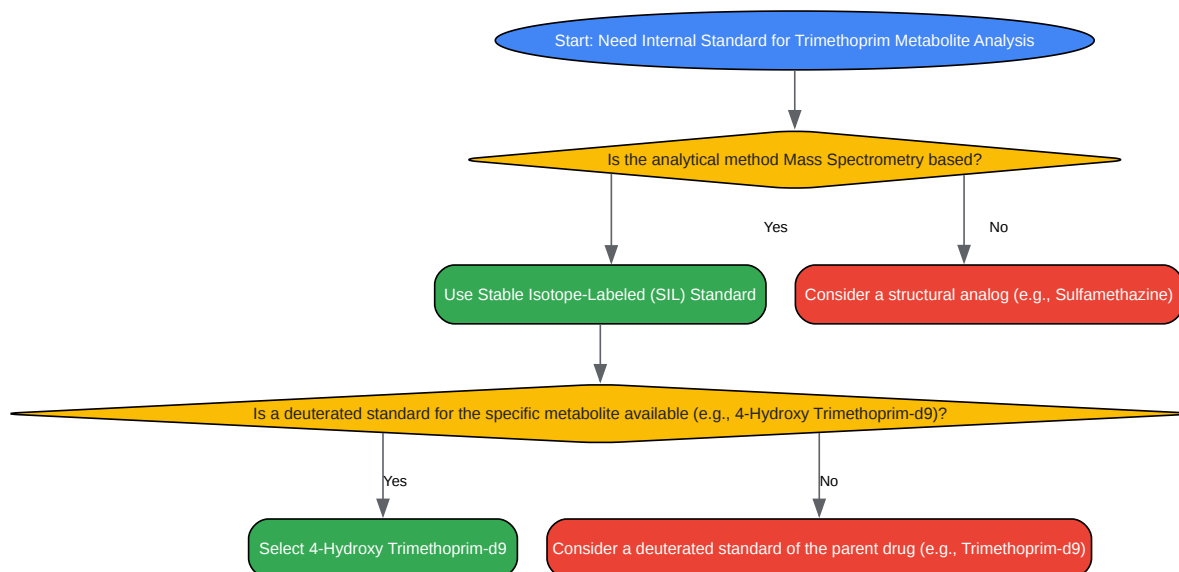 Start: Need Internal Standard for Trimethoprim Metabolite Analysis
Is the analytical method Mass Spectrometry based?
Yes
No
Use Stable Isotope-Labeled (SIL) Standard
Consider a structural analog (e.g., Sulfamethazine)
Is a deuterated standard for the specific metabolite available (e.g., 4-Hydroxy Trimethoprim-d9)?
Yes
No
Select 4-Hydroxy Trimethoprim-d9
Consider a deuterated standard of the parent drug (e.g., Trimethoprim-d9)